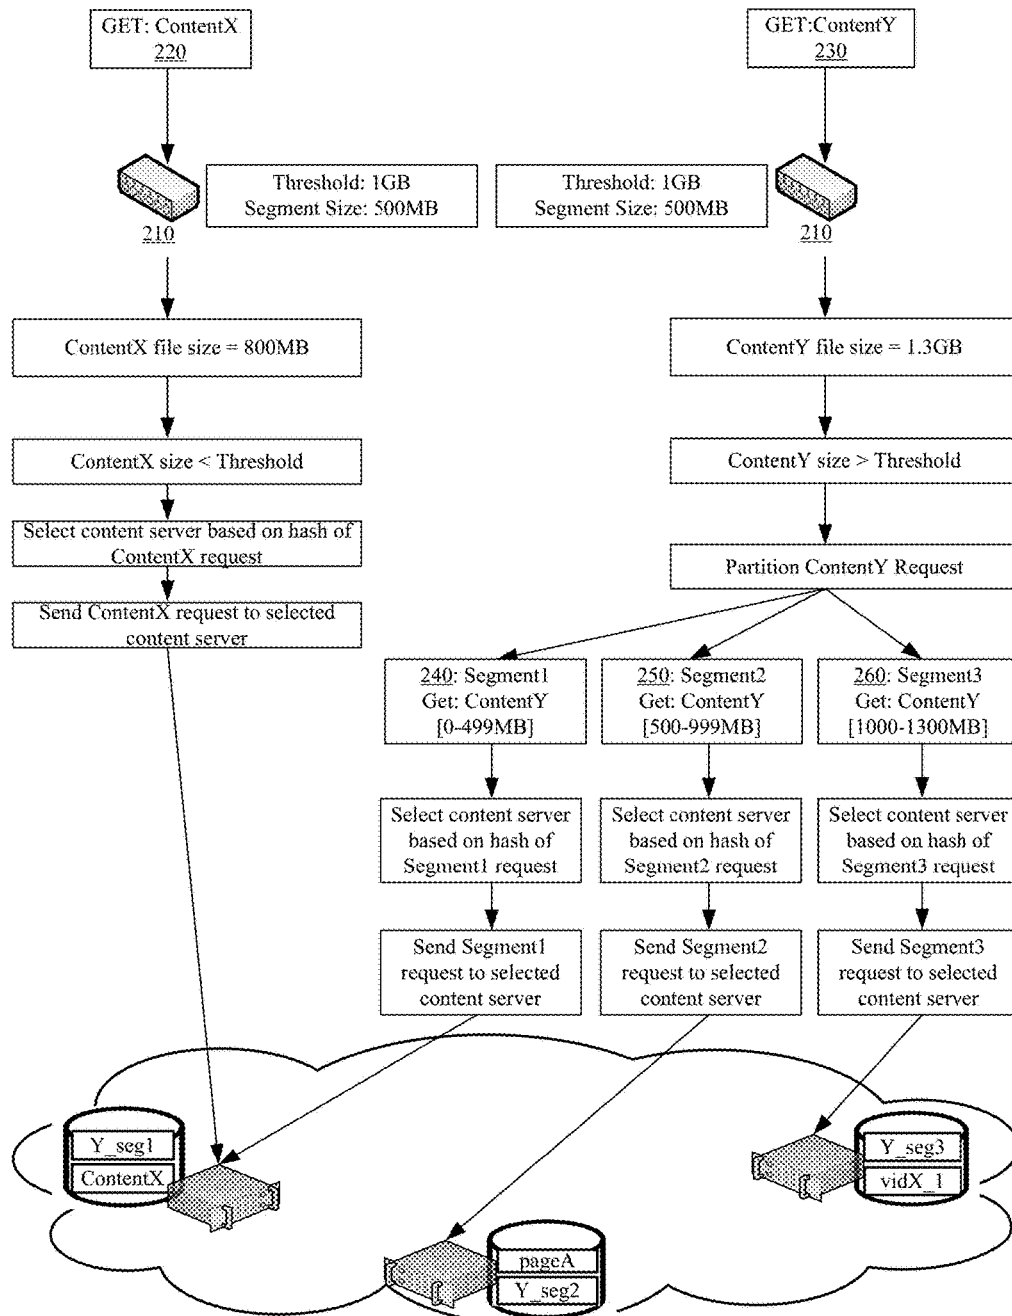 GET: ContentX
220
GET:ContentY
230
Threshold: 1GB
Segment Size: 500MB
210
Threshold: 1GB
Segment Size: 500MB
210
ContentX file size = 800MB
ContentX size < Threshold
Select content server based on hash of
ContentX request
Send ContentX request to selected
content server
ContentY file size = 1.3GB
ContentY size > Threshold
Partition ContentY Request
240: Segment1
Get: ContentY
[0-499MB]
250: Segment2
Get: ContentY
[500-999MB]
260: Segment3
Get: ContentY
[1000-1300MB]
Select content server
based on hash of
Segment1 request
Select content server
based on hash of
Segment2 request
Select content server
based on hash of
Segment3 request
Send Segment1
request to selected
content server
Send Segment2
request to selected
content server
Send Segment3
request to selected
content server
Y_seg1
ContentX
Y_seg3
vidX_1
pageA
Y_seg2